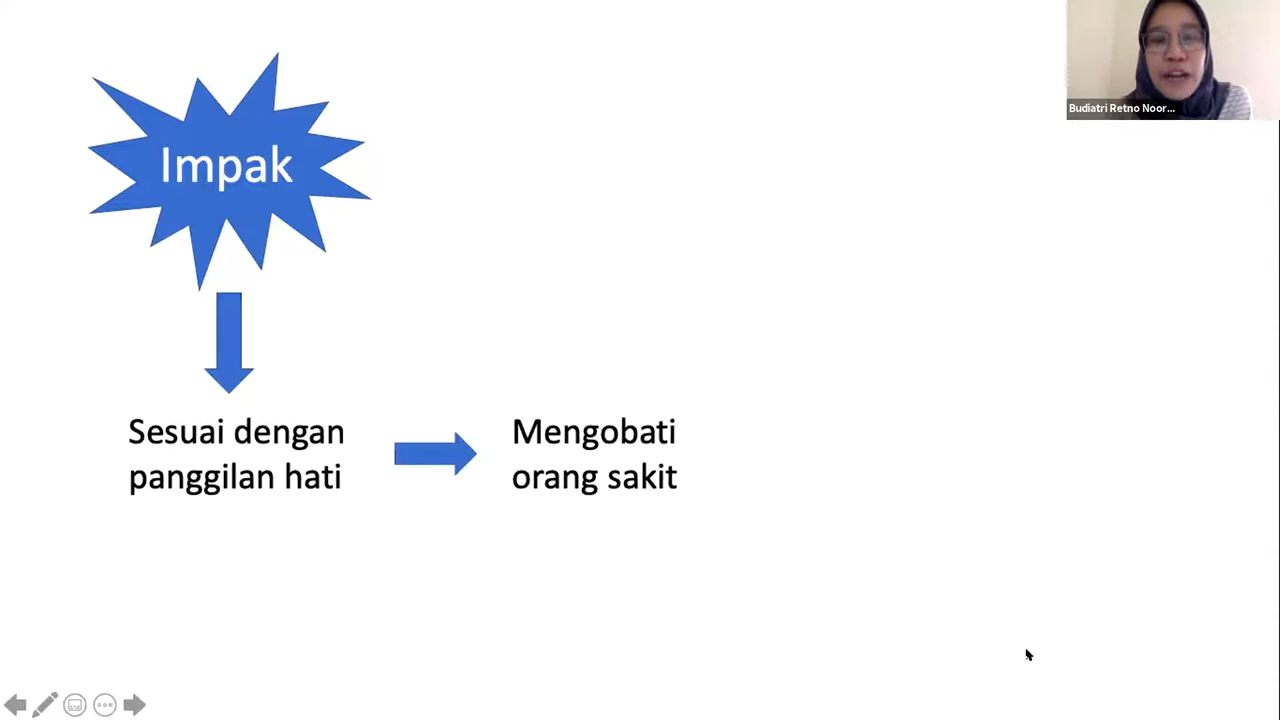 Budiatri Retno Noor...
Impak
Sesuai dengan
panggilan hati
Mengobati
orang sakit